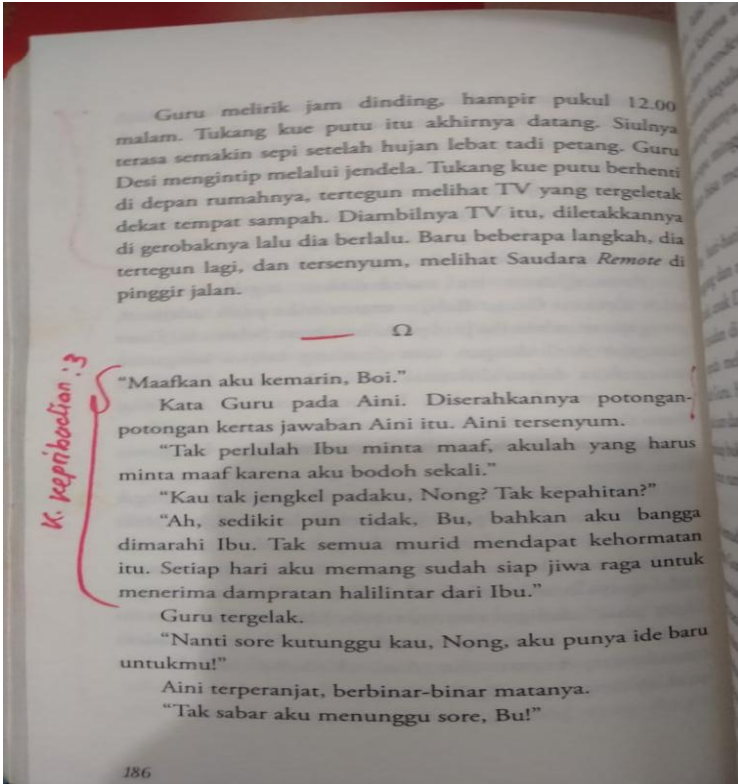 Guru melirik jam dinding, hampir pukul 12.00
malam. Tukang kue putu itu akhirnya datang. Siulnya
terasa semakin sepi setelah hujan lebat tadi petang. Guru
Desi mengintip melalui jendela. Tukang kue putu berhenti
di depan rumahnya, tertegun melihat TV yang tergeletak
dekat tempat sampah. Diambilnya TV itu, diletakkannya
di gerobaknya lalu dia berlalu. Baru beberapa langkah, dia
tertegun lagi, dan tersenyum, melihat Saudara Remote di
pinggir jalan.
Ω
K. kepribadian : 3
“Maafkan aku kemarin, Boi.”
Kata Guru pada Aini. Diserahkannya potongan-
potongan kertas jawaban Aini itu. Aini tersenyum.
“Tak perlulah Ibu minta maaf, akulah yang harus
minta maaf karena aku bodoh sekali.”
“Kau tak jengkel padaku, Nong? Tak kepahitan?”
“Ah, sedikit pun tidak, Bu, bahkan aku bangga
dimarahi Ibu. Tak semua murid mendapat kehormatan
itu. Setiap hari aku memang sudah siap jiwa raga untuk
menerima dampratan halilintar dari Ibu.”
Guru tergelak.
“Nanti sore kutunggu kau, Nong, aku punya ide baru
untukmu!”
Aini terperanjat, berbinar-binar matanya.
“Tak sabar aku menunggu sore, Bu!”
186